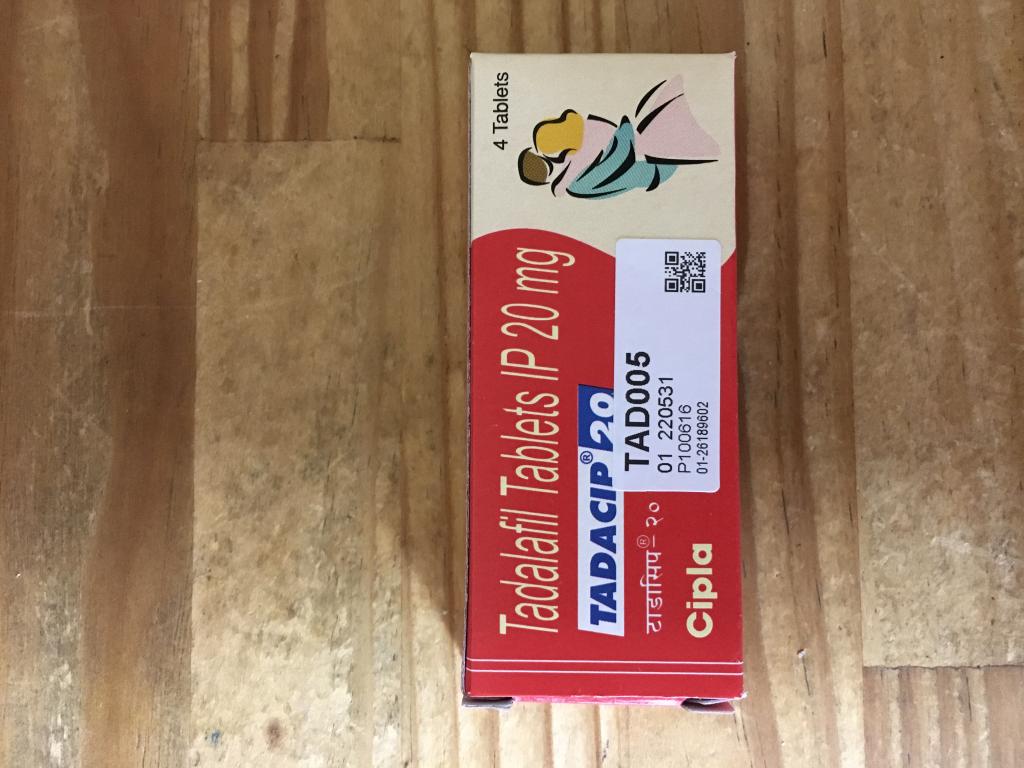 4 Tablets
Tadalafil Tablets IP 20 mg
TADACIP® 20
टाडासिप®-२०
Cipla
TAD005
01 220531
P100616
01-26189602